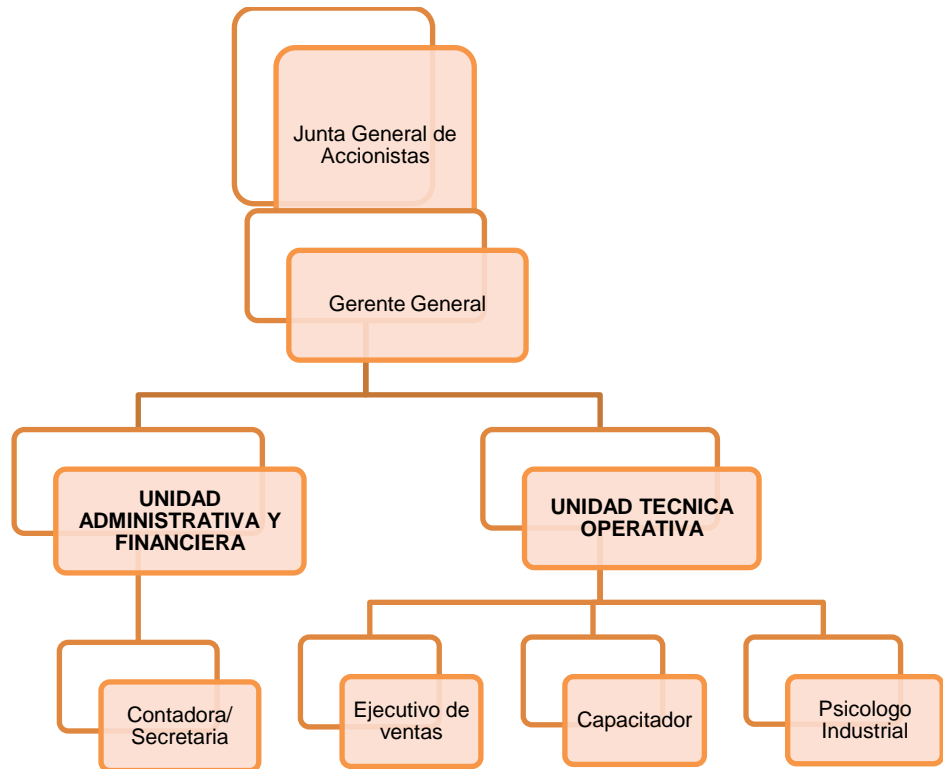 Junta General de
Accionistas
Gerente General
UNIDAD
ADMINISTRATIVA Y
FINANCIERA
UNIDAD TECNICA
OPERATIVA
Contadora/
Secretaria
Ejecutivo de
ventas
Capacitador
Psicologo
Industrial